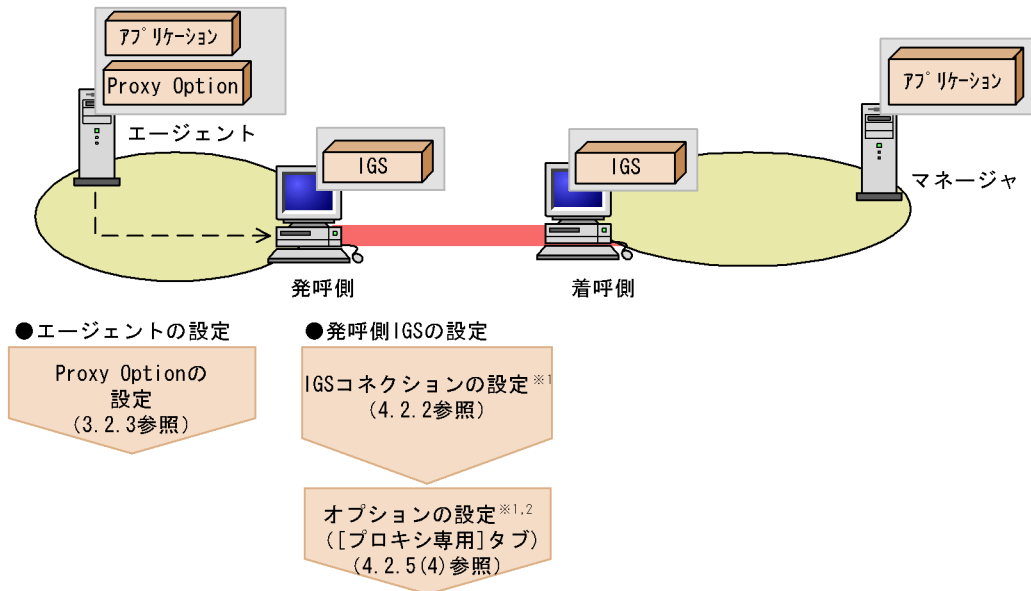 アプリケーション
Proxy Option
エージェント
IGS
発呼側
IGS
着呼側
アプリケーション
マネージャ
●エージェントの設定
Proxy Optionの
設定
(3.2.3参照)
●発呼側IGSの設定
IGSコネクションの設定※1
(4.2.2参照)
オプションの設定※1,2
([プロキシ専用]タブ)
(4.2.5(4)参照)